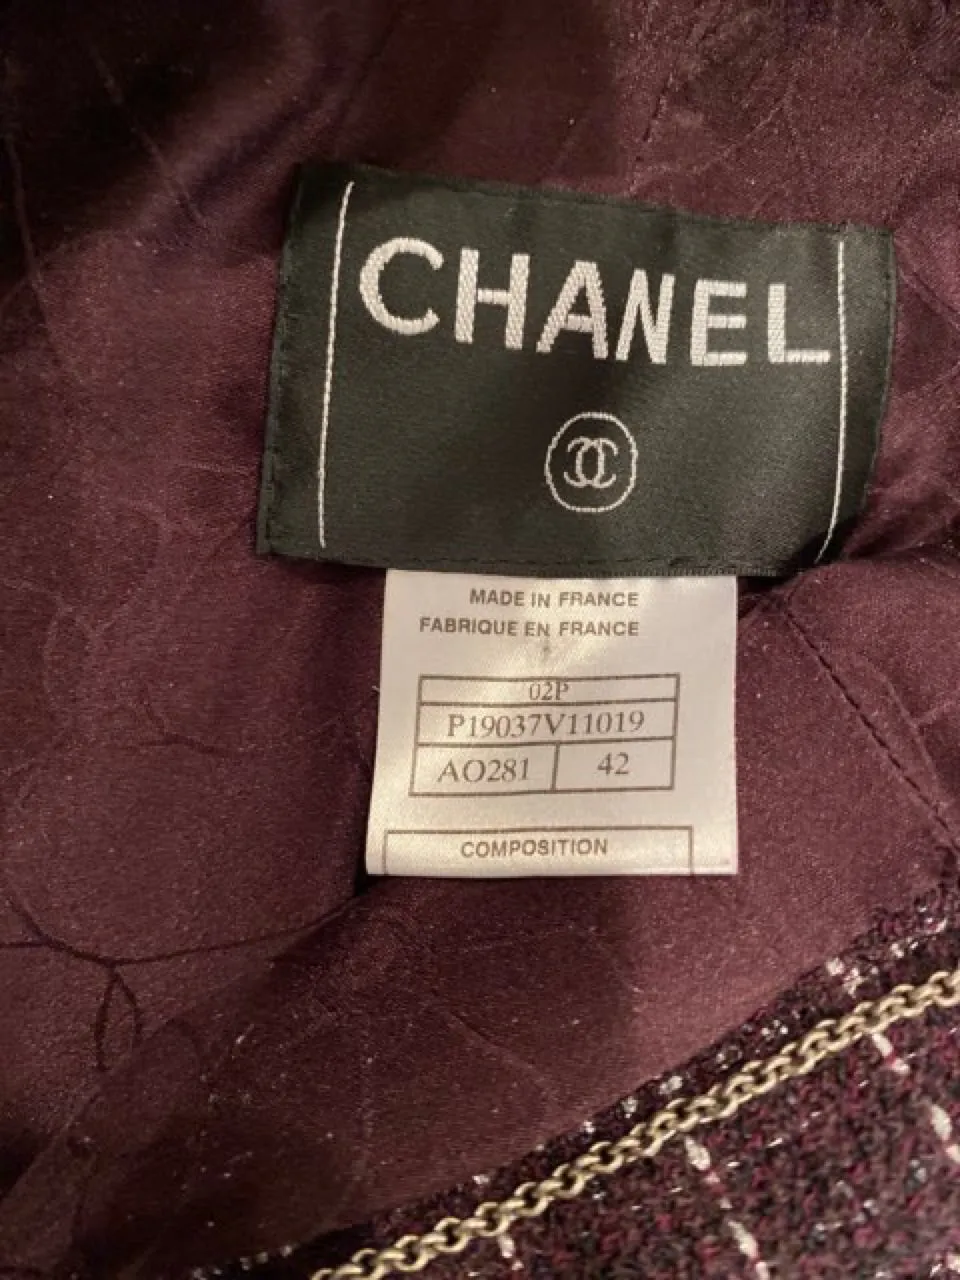 CHANEL
MADE IN FRANCE
FABRIQUE EN FRANCE
02P
P19037V11019
AO281 42
COMPOSITION